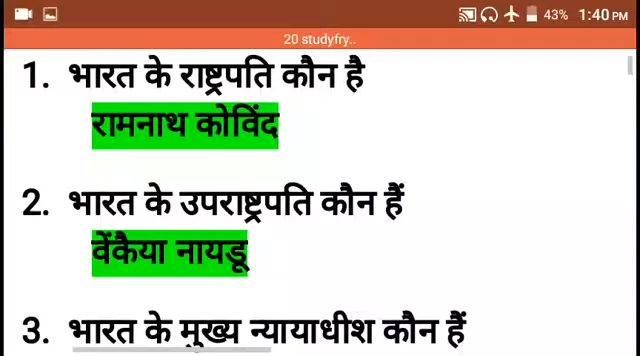 43% 1:40 PM
20 studyfry..
1. भारत के राष्ट्रपति कौन है
रामनाथ कोविंद
2. भारत के उपराष्ट्रपति कौन हैं
वेंकैया नायडू
3. भारत के मुख्य न्यायाधीश कौन हैं